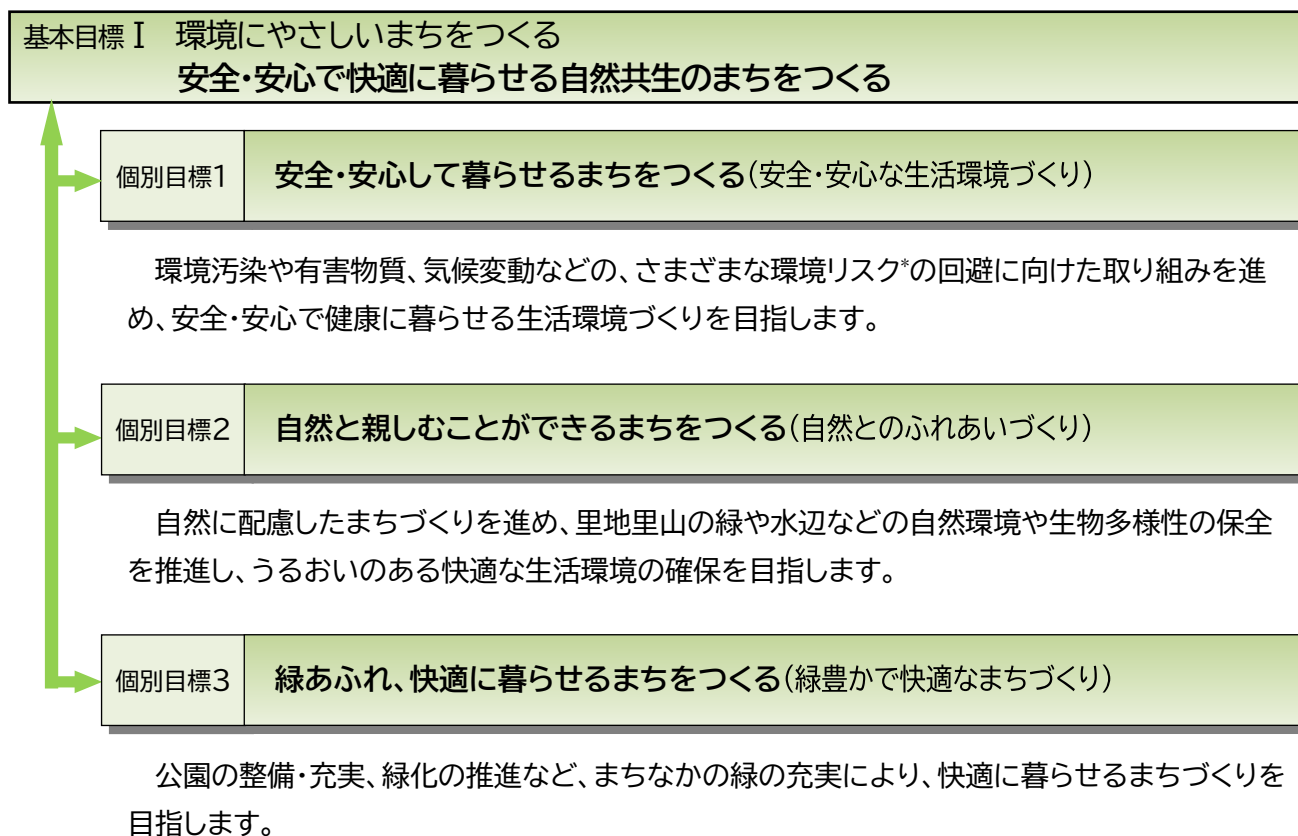 基本目標Ⅰ 環境にやさしいまちをつくる
安全・安心で快適に暮らせる自然共生のまちをつくる
個別目標1 安全・安心して暮らせるまちをつくる(安全・安心な生活環境づくり)
環境汚染や有害物質、気候変動などの、さまざまな環境リスク*の回避に向けた取り組みを進
め、安全・安心で健康に暮らせる生活環境づくりを目指します。
個別目標2 自然と親しむことができるまちをつくる(自然とのふれあいづくり)
自然に配慮したまちづくりを進め、里地里山の緑や水辺などの自然環境や生物多様性の保全
を推進し、うるおいのある快適な生活環境の確保を目指します。
個別目標3 緑あふれ、快適に暮らせるまちをつくる(緑豊かで快適なまちづくり)
公園の整備・充実、緑化の推進など、まちなかの緑の充実により、快適に暮らせるまちづくりを
目指します。